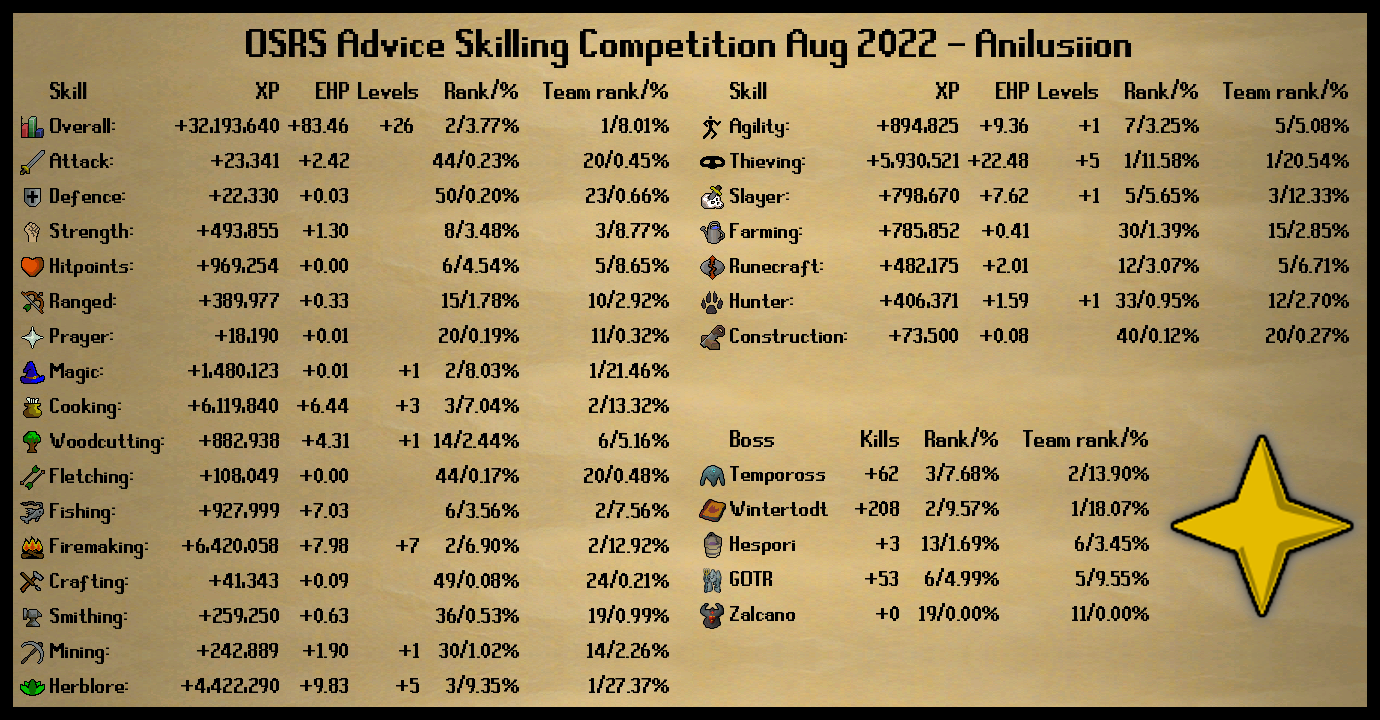 OSRS Advice Skilling Competition Aug 2022 - Anilusiion
Skill XP EHP Levels Rank/% Team rank/%
Overall: +32,193,640 +83.46 +26 2/3.77% 1/8.01%
Attack: +23,341 +2.42 44/0.23% 20/0.45%
Defence: +22,330 +0.03 50/0.20% 23/0.66%
Strength: +493,855 +1.30 8/3.48% 3/8.77%
Hitpoints: +969,254 +0.00 6/4.54% 5/8.65%
Ranged: +389,977 +0.33 15/1.78% 10/2.92%
Prayer: +18,190 +0.01 20/0.19% 11/0.32%
Magic: +1,480,123 +0.01 +1 2/8.03% 1/21.46%
Cooking: +6,119,840 +6.44 +3 3/7.04% 2/13.32%
Woodcutting: +882,938 +4.31 +1 14/2.44% 6/5.16%
Fletching: +108,049 +0.00 44/0.17% 20/0.48%
Fishing: +927,999 +7.03 6/3.56% 2/7.56%
Firemaking: +6,420,058 +7.98 +7 2/6.90% 2/12.92%
Crafting: +41,343 +0.09 49/0.08% 24/0.21%
Smithing: +259,250 +0.63 36/0.53% 19/0.99%
Mining: +242,889 +1.90 +1 30/1.02% 14/2.26%
Herblore: +4,422,290 +9.83 +5 3/9.35% 1/27.37%
Skill XP EHP Levels Rank/% Team rank/%
Agility: +894,825 +9.36 +1 7/3.25% 5/5.08%
Thieving: +5,930,521 +22.48 +5 1/11.58% 1/20.54%
Slayer: +798,670 +7.62 +1 5/5.65% 3/12.33%
Farming: +785,852 +0.41 30/1.39% 15/2.85%
Runecraft: +482,175 +2.01 12/3.07% 5/6.71%
Hunter: +406,371 +1.59 +1 33/0.95% 12/2.70%
Construction: +73,500 +0.08 40/0.12% 20/0.27%
Boss Kills Rank/% Team rank/%
Tempoross +62 3/7.68% 2/13.90%
Wintertodt +208 2/9.57% 1/18.07%
Hespori +3 13/1.69% 6/3.45%
GOTR +53 6/4.99% 5/9.55%
Zalcano +0 19/0.00% 11/0.00%